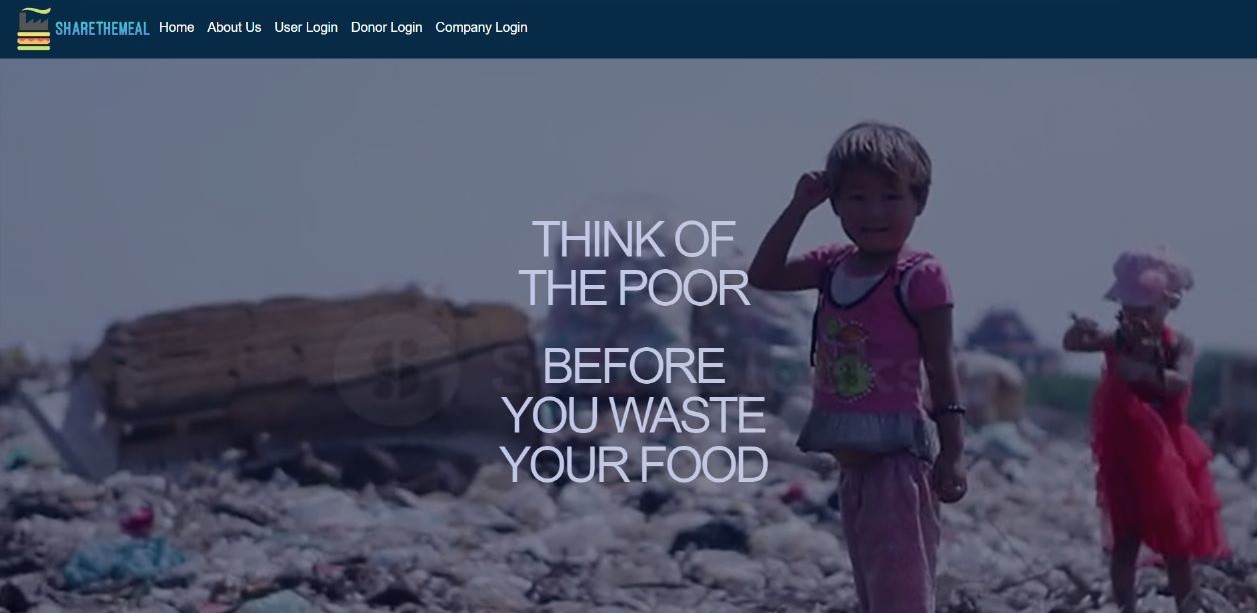 SHARETHEMEAL Home About Us User Login Donor Login Company Login
THINK OF
THE POOR
BEFORE
YOU WASTE
YOUR FOOD